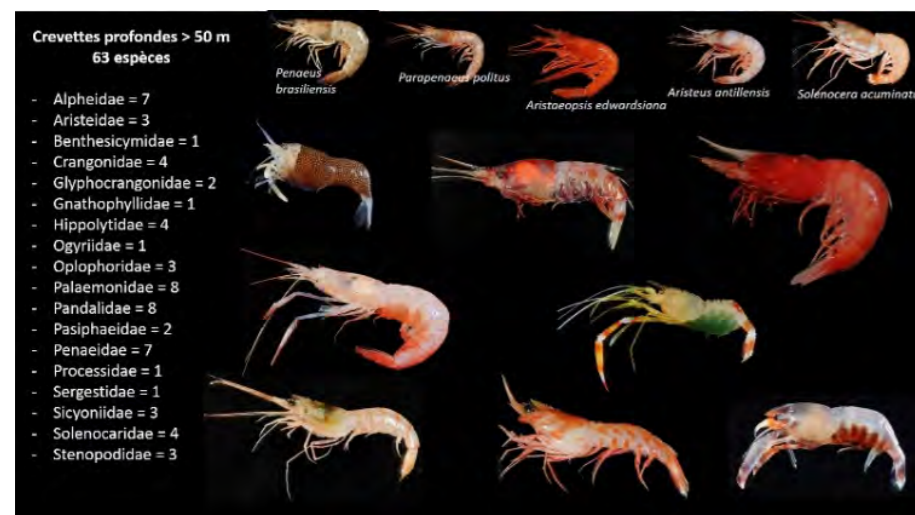 Crevettes profondes > 50 m
63 espèces
- Alpheidae = 7
- Aristeidae = 3
- Benthesicymidae = 1
- Crangonidae = 4
- Glyphocrangonidae = 2
- Gnathophyllidae = 1
- Hippolytidae = 4
- Ogyriidae = 1
- Oplophoridae = 3
- Palaemonidae = 8
- Pandalidae = 8
- Pasiphaeidae = 2
- Penaeidae = 7
- Processidae = 1
- Sergestidae = 1
- Sicyoniidae = 3
- Solenocaridae = 4
- Stenopodidae = 3
Penaeus
brasiliensis
Parapenaeus politus
Aristaeopsis edwardsiana
Aristeus antillensis
Solenocera acuminat